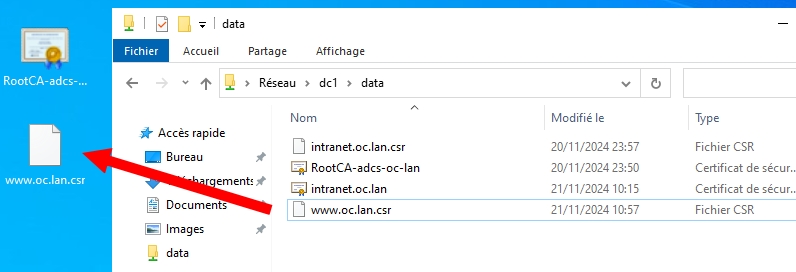 RootCA-adcs-...
www.oc.lan.csr
data
Fichier Accueil Partage Affichage
Réseau dc1 data
Nom Modifié le Type
Accès rapide
Bureau
Téléchargements
Documents
Images
data
intranet.oc.lan.csr 20/11/2024 23:57 Fichier CSR
RootCA-adcs-oc-lan 20/11/2024 23:50 Certificat de sécur...
intranet.oc.lan 21/11/2024 10:15 Certificat de sécur...
www.oc.lan.csr 21/11/2024 10:57 Fichier CSR